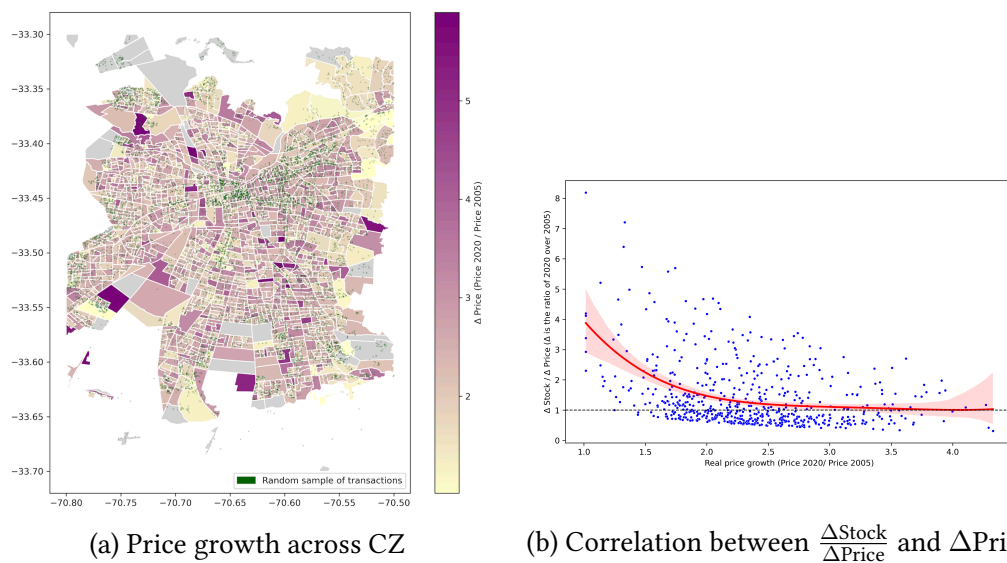 −33.30
−33.35
−33.40
−33.45
−33.50
−33.55
−33.60
−33.65
−33.70
−70.80 −70.75 −70.70 −70.65 −70.60 −70.55 −70.50
Random sample of transactions
5
4
3
2
Δ Price (Price 2020 / Price 2005)
(a) Price growth across CZ
8
7
6
5
4
3
2
1
0
Δ Stock / Δ Price (Δ is the ratio of 2020 over 2005)
1.0 1.5 2.0 2.5 3.0 3.5 4.0
Real price growth (Price 2020/ Price 2005)
(b) Correlation between ΔStock/ΔPrice and ΔPri